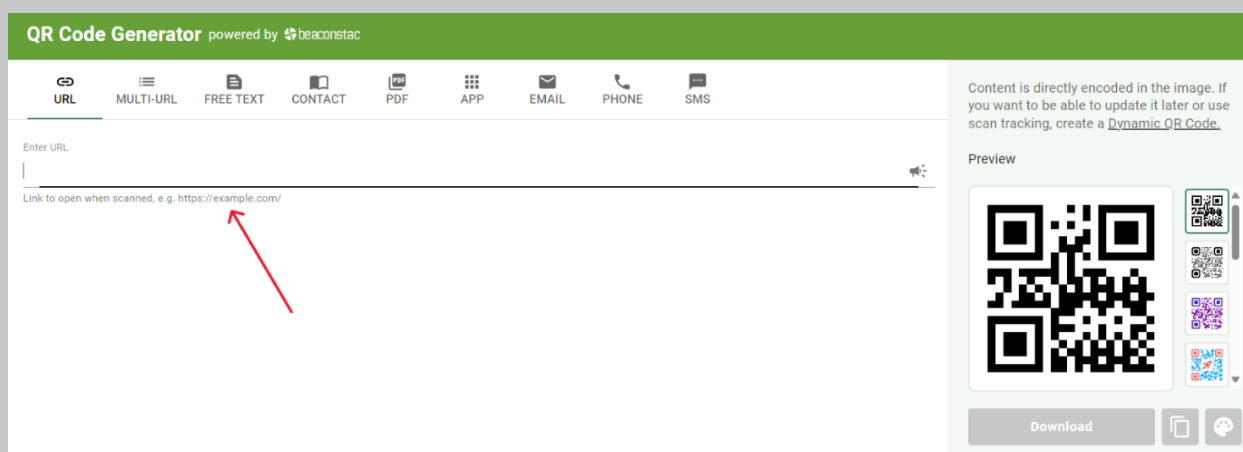 QR Code Generator powered by beaconstac
URL MULTI-URL FREE TEXT CONTACT PDF APP EMAIL PHONE SMS
Enter URL
Link to open when scanned, e.g. https://example.com/
Content is directly encoded in the image. If
you want to be able to update it later or use
scan tracking, create a Dynamic QR Code.
Preview
Download